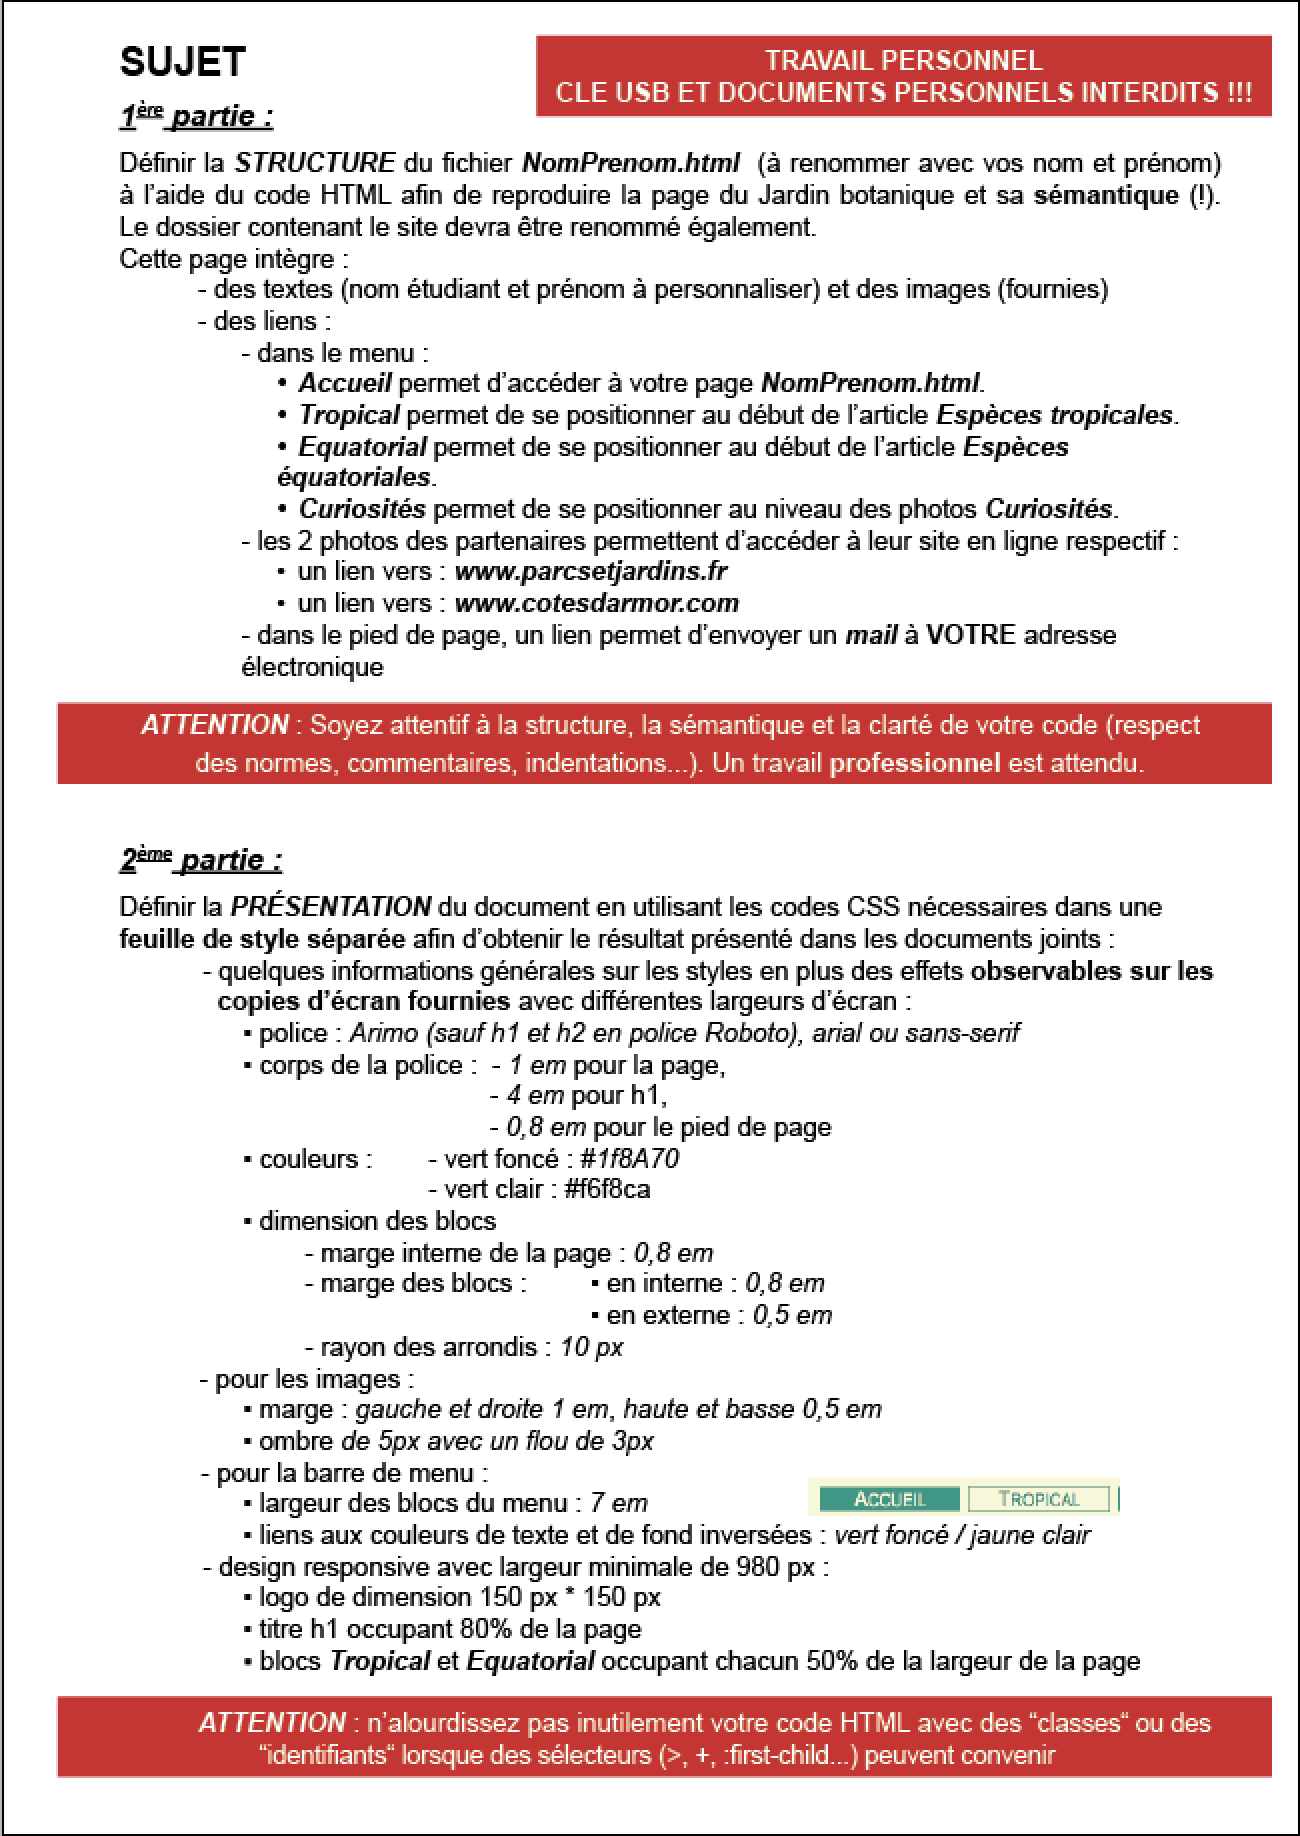 SUJET
TRAVAIL PERSONNEL
CLE USB ET DOCUMENTS PERSONNELS INTERDITS !!!
1ère partie :
Définir la STRUCTURE du fichier NomPrenom.html (à renommer avec vos nom et prénom)
à l’aide du code HTML afin de reproduire la page du Jardin botanique et sa sémantique (!).
Le dossier contenant le site devra être renommé également.
Cette page intègre :
- des textes (nom étudiant et prénom à personnaliser) et des images (fournies)
- des liens :
- dans le menu :
• Accueil permet d’accéder à votre page NomPrenom.html.
• Tropical permet de se positionner au début de l’article Espèces tropicales.
• Equatorial permet de se positionner au début de l’article Espèces
équatoriales.
• Curiosités permet de se positionner au niveau des photos Curiosités.
- les 2 photos des partenaires permettent d’accéder à leur site en ligne respectif :
• un lien vers : www.parcsetjardins.fr
• un lien vers : www.cotesdarmor.com
- dans le pied de page, un lien permet d’envoyer un mail à VOTRE adresse
électronique
ATTENTION : Soyez attentif à la structure, la sémantique et la clarté de votre code (respect
des normes, commentaires, indentations...). Un travail professionnel est attendu.
2ème partie :
Définir la PRÉSENTATION du document en utilisant les codes CSS nécessaires dans une
feuille de style séparée afin d’obtenir le résultat présenté dans les documents joints :
- quelques informations générales sur les styles en plus des effets observables sur les
copies d’écran fournies avec différentes largeurs d’écran :
▪ police : Arimo (sauf h1 et h2 en police Roboto), arial ou sans-serif
▪ corps de la police : - 1 em pour la page,
- 4 em pour h1,
- 0,8 em pour le pied de page
▪ couleurs : - vert foncé : #1f8A70
- vert clair : #f6f8ca
▪ dimension des blocs
- marge interne de la page : 0,8 em
- marge des blocs : ▪ en interne : 0,8 em
▪ en externe : 0,5 em
- rayon des arrondis : 10 px
- pour les images :
▪ marge : gauche et droite 1 em, haute et basse 0,5 em
▪ ombre de 5px avec un flou de 3px
- pour la barre de menu :
▪ largeur des blocs du menu : 7 em
ACCUEIL TROPICAL
▪ liens aux couleurs de texte et de fond inversées : vert foncé / jaune clair
- design responsive avec largeur minimale de 980 px :
▪ logo de dimension 150 px * 150 px
▪ titre h1 occupant 80% de la page
▪ blocs Tropical et Equatorial occupant chacun 50% de la largeur de la page
ATTENTION : n’alourdissez pas inutilement votre code HTML avec des “classes“ ou des
“identifiants“ lorsque des sélecteurs (>, +, :first-child...) peuvent convenir